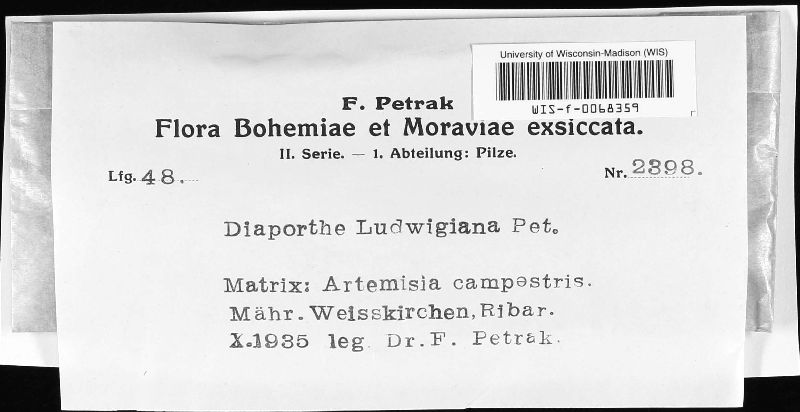 University of Wisconsin-Madison (WIS)
WIS-f-0068359
F. Petrak
Flora Bohemiae et Moraviae exsiccata.
II. Serie. — 1. Abteilung: Pilze.
Lfg. 48.
Nr. 2398.
Diaporthe Ludwigiana Pet.
Matrix: Artemisia campestris.
Mähr. Weisskirchen, Ribar.
X.1935 leg. Dr. F. Petrak.